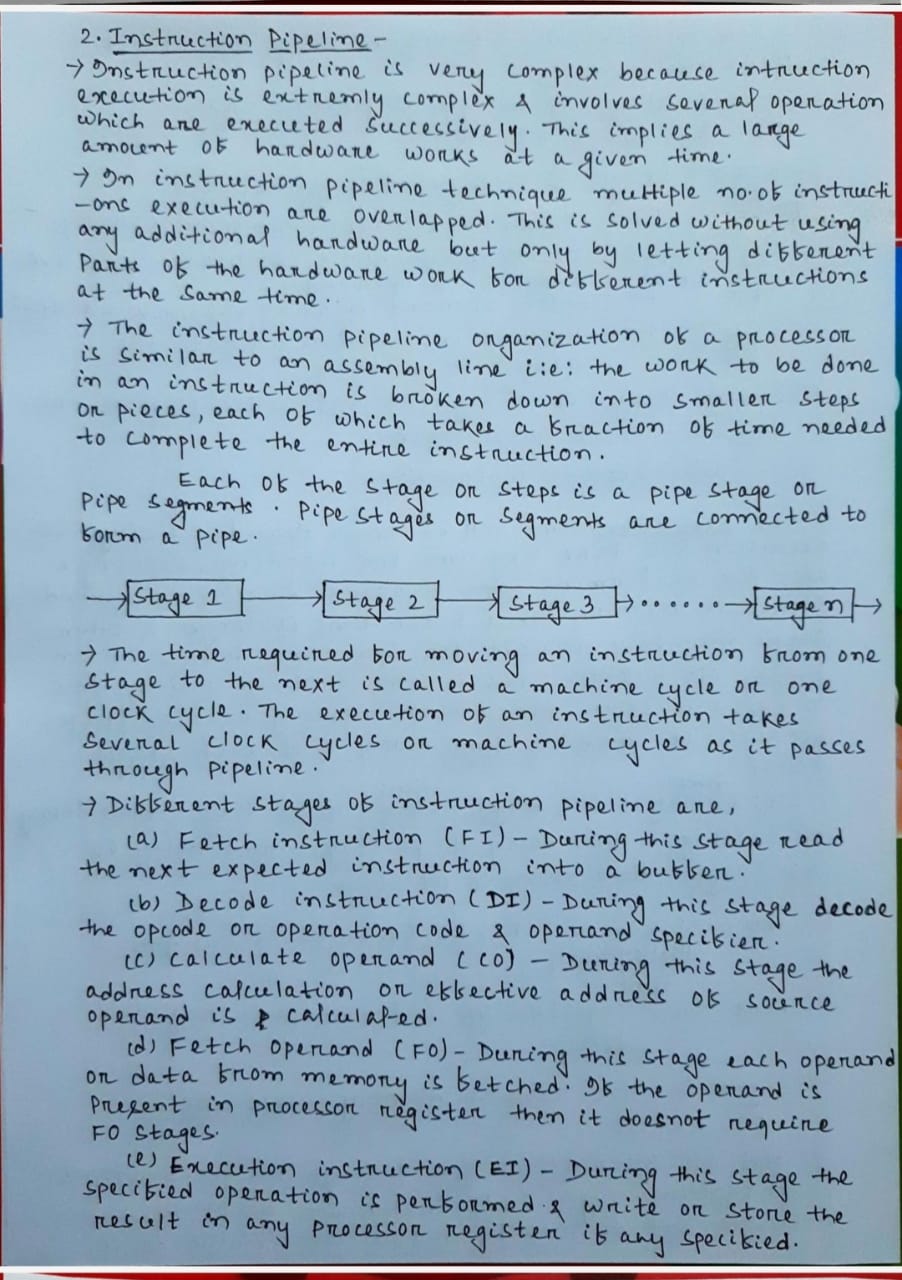 2. Instruction Pipeline -
→ Instruction pipeline is very complex because intruction
execution is extremly complex & involves several operation
which are executed successively. This implies a large
amount of hardware works at a given time.
→ In instruction pipeline technique multiple no. of instructi
-ons execution are overlapped. This is solved without using
any additional hardware but only by letting different
Parts of the hardware work for different instructions
at the same time.
→ The instruction pipeline organization of a processor
is similar to an assembly line i:e: the work to be done
in an instruction is broken down into smaller steps
or pieces, each of which takes a fraction of time needed
to complete the entire instruction.
Each of the stage or steps is a pipe stage or
pipe segments. Pipe stages or segments are connected to
form a pipe.
→ Stage 1 → Stage 2 → Stage 3 → ...... → Stage n →
→ The time required for moving an instruction from one
stage to the next is called a machine cycle or one
clock cycle. The execution of an instruction takes
several clock cycles or machine cycles as it passes
through pipeline.
→ Different stages of instruction pipeline are,
(a) Fetch instruction (FI) - During this stage read
the next expected instruction into a buffer.
(b) Decode instruction (DI) - During this stage decode
the opcode or operation code & operand specifier.
(c) Calculate operand (CO) - During this stage the
address calculation or effective address of source
operand is calculated.
(d) Fetch Operand (FO) - During this stage each operand
or data from memory is fetched. If the operand is
Present in processor register then it doesnot require
FO stages.
(e) Execution instruction (EI) - During this stage the
specified operation is performed & write or store the
result in any processor register if any specified.